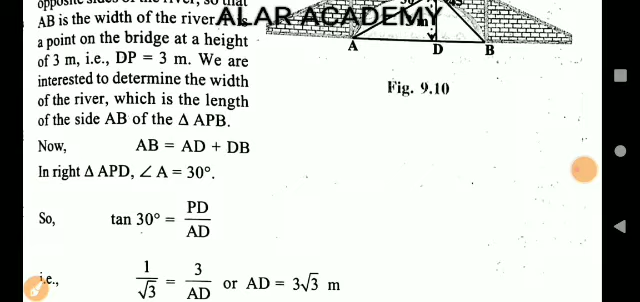 AB is the width of the river. P is
ALAR ACADEMY
a point on the bridge at a height
of 3 m, i.e., DP = 3 m. We are
interested to determine the width
of the river, which is the length
of the side AB of the Δ APB.
A D B
Fig. 9.10
Now, AB = AD + DB
In right Δ APD, ∠ A = 30°.
So, tan 30° = PD / AD
i.e., 1 / √3 = 3 / AD or AD = 3√3 m